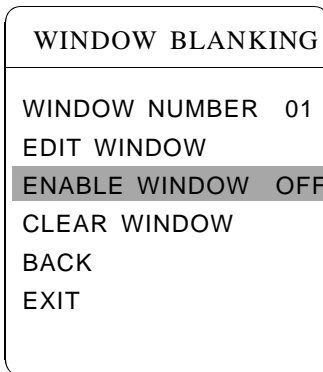 WINDOW BLANKING
WINDOW NUMBER 01
EDIT WINDOW
ENABLE WINDOW OFF
CLEAR WINDOW
BACK
EXIT